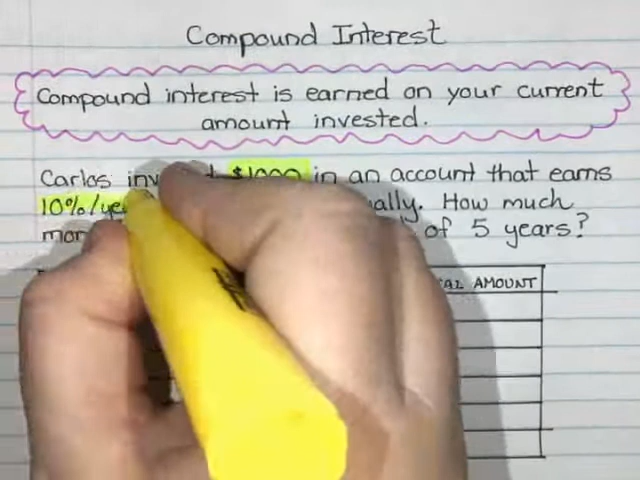 Compound Interest
Compound interest is earned on your current
amount invested.
Carlos $1000 in an account that earns
10%/ How much
of 5 years?
AMOUNT